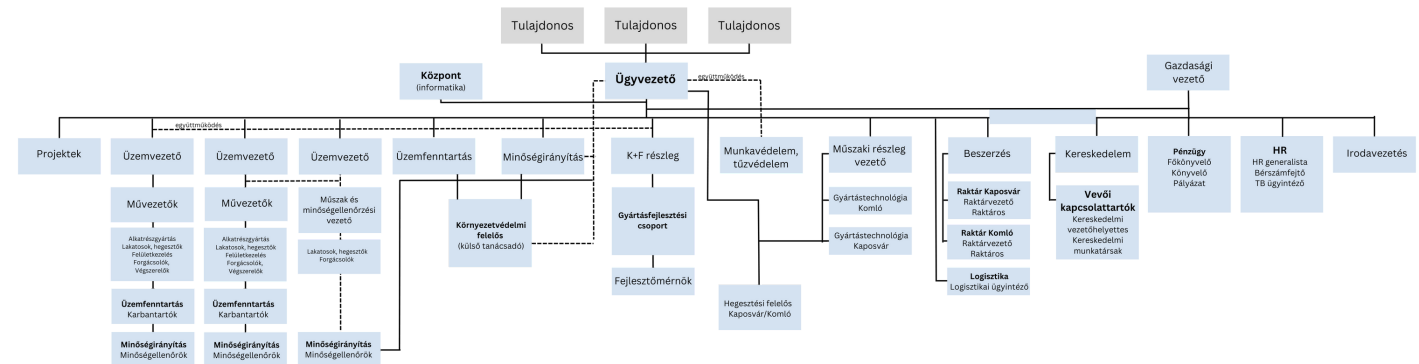 Tulajdonos
Tulajdonos
Tulajdonos
Központ
(informatika)
Ügyvezető
együttműködés
Gazdasági
vezető
együttműködés
Projektek
Üzemvezető
Üzemvezető
Üzemvezető
Üzemfenntartás
Minőségirányítás
K+F részleg
Munkavédelem,
tűzvédelem
Műszaki részleg
vezető
Beszerzés
Kereskedelem
Pénzügy
Főkönyvelő
Könyvelő
Pályázat
HR
HR generalista
Bérszámfejtő
TB ügyintéző
Irodavezetés
Művezetők
Művezetők
Műszak és
minőségellenőrzési
vezető
Környezetvédelmi
felelős
(külső tanácsadó)
Gyártásfejlesztési
csoport
Gyártástechnológia
Komló
Raktár Kaposvár
Raktárvezető
Raktáros
Vevői
kapcsolattartók
Kereskedelmi
vezetőhelyettes
Kereskedelmi
munkatársak
Alkatrészgyártás
Lakatosok, hegesztők
Felületkezelés
Forgácsolók,
Végszerelők
Alkatrészgyártás
Lakatosok, hegesztők
Felületkezelés
Forgácsolók,
Végszerelők
Lakatosok, hegesztők
Forgácsolók
Gyártástechnológia
Kaposvár
Raktár Komló
Raktárvezető
Raktáros
Fejlesztőmérnök
Logisztika
Logisztikai ügyintéző
Üzemfenntartás
Karbantartók
Üzemfenntartás
Karbantartók
Hegesztési felelős
Kaposvár/Komló
Minőségirányítás
Minőségellenőrök
Minőségirányítás
Minőségellenőrök
Minőségirányítás
Minőségellenőrök